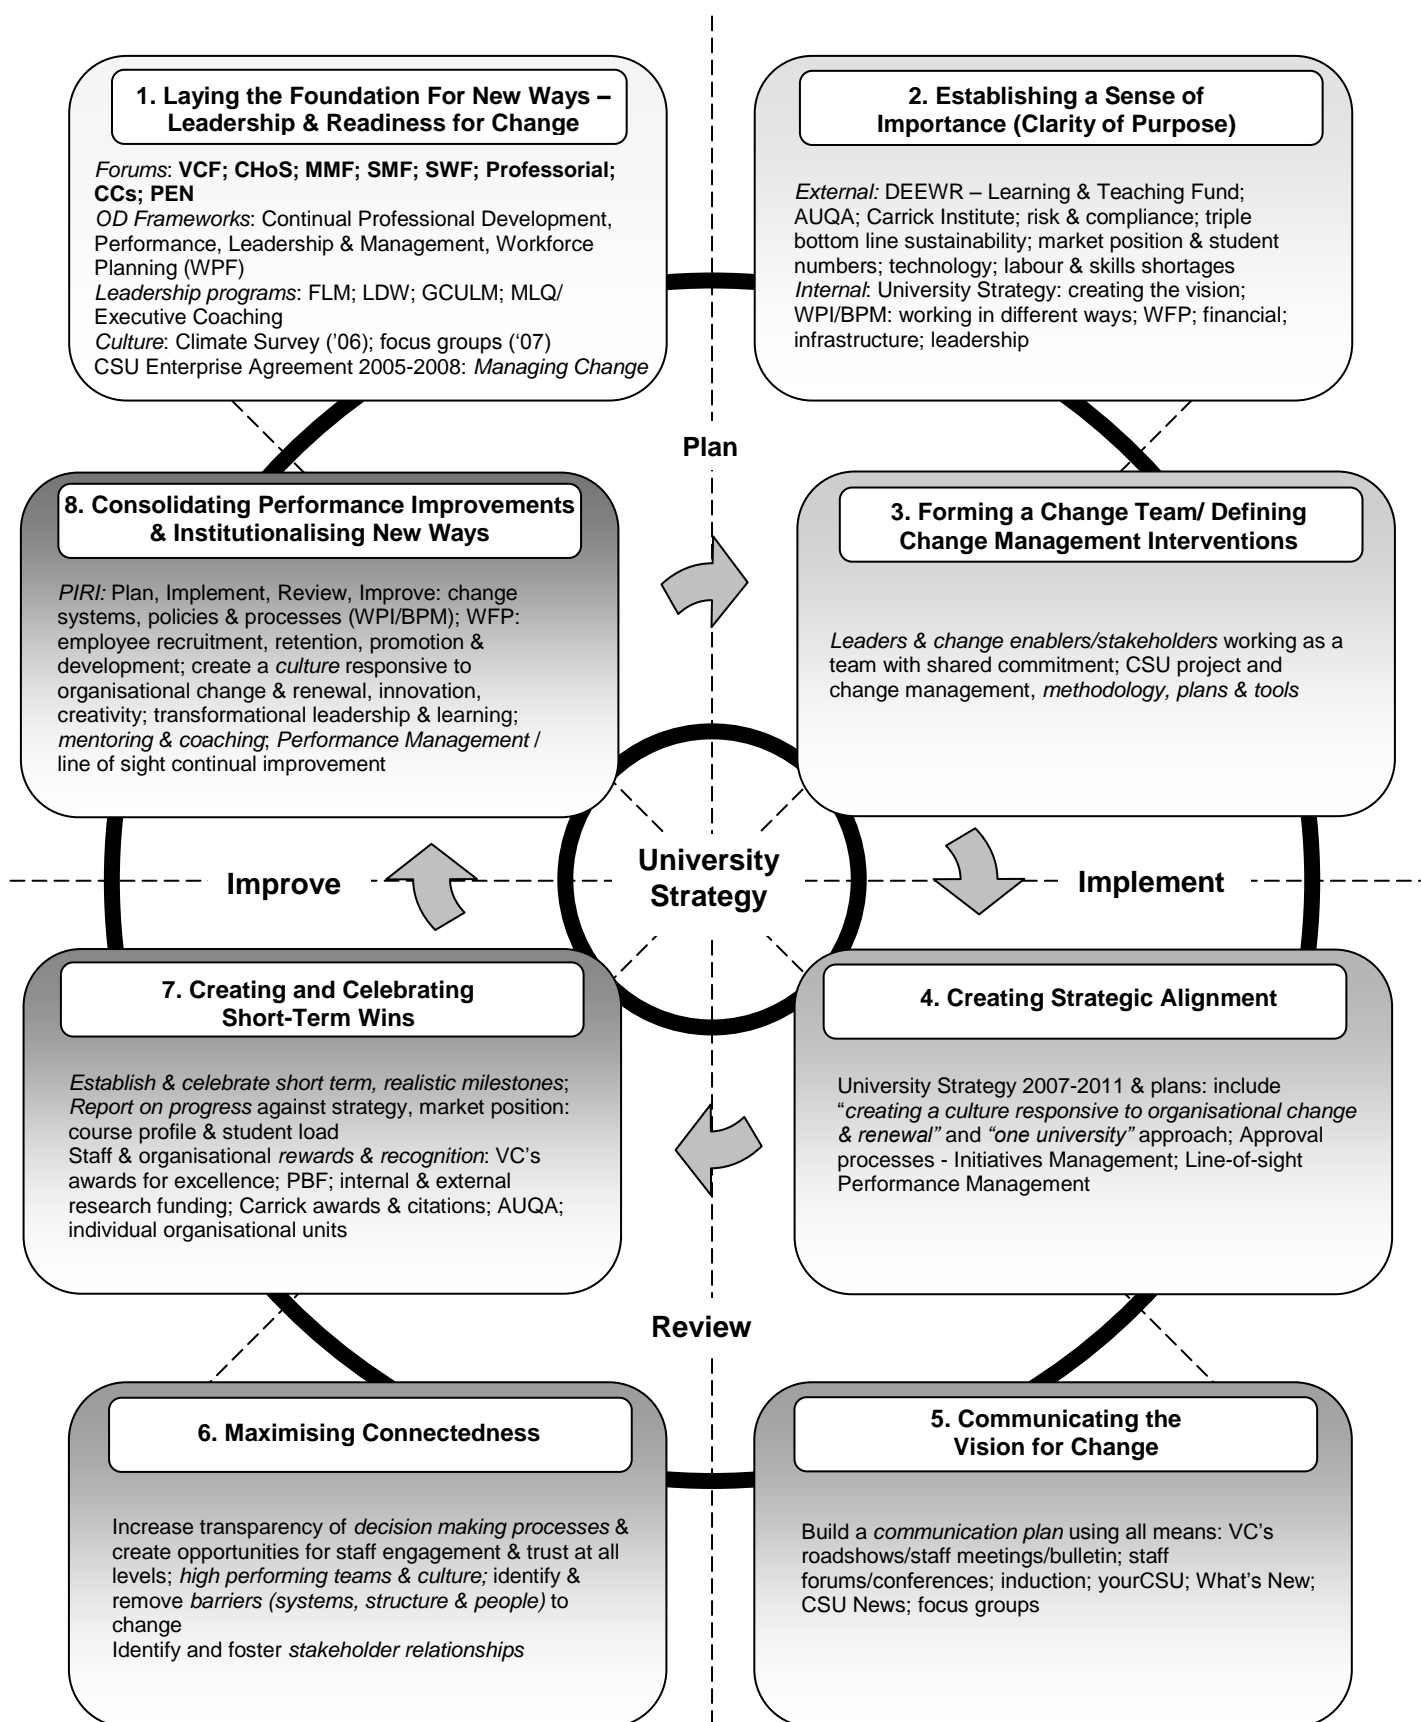 1. Laying the Foundation For New Ways –
Leadership & Readiness for Change
Forums: VCF; CHoS; MMF; SMF; SWF; Professorial;
CCs; PEN
OD Frameworks: Continual Professional Development,
Performance, Leadership & Management, Workforce
Planning (WPF)
Leadership programs: FLM; LDW; GCULM; MLQ/
Executive Coaching
Culture: Climate Survey ('06); focus groups ('07)
CSU Enterprise Agreement 2005-2008: Managing Change
2. Establishing a Sense of
Importance (Clarity of Purpose)
External: DEEWR – Learning & Teaching Fund;
AUQA; Carrick Institute; risk & compliance; triple
bottom line sustainability; market position & student
numbers; technology; labour & skills shortages
Internal: University Strategy: creating the vision;
WPI/BPM: working in different ways; WFP; financial;
infrastructure; leadership
Plan
8. Consolidating Performance Improvements
& Institutionalising New Ways
PIRI: Plan, Implement, Review, Improve: change
systems, policies & processes (WPI/BPM); WFP:
employee recruitment, retention, promotion &
development; create a culture responsive to
organisational change & renewal, innovation,
creativity; transformational leadership & learning;
mentoring & coaching; Performance Management /
line of sight continual improvement
3. Forming a Change Team/ Defining
Change Management Interventions
Leaders & change enablers/stakeholders working as a
team with shared commitment; CSU project and
change management, methodology, plans & tools
Improve
University
Strategy
Implement
7. Creating and Celebrating
Short-Term Wins
Establish & celebrate short term, realistic milestones;
Report on progress against strategy, market position:
course profile & student load
Staff & organisational rewards & recognition: VC's
awards for excellence; PBF; internal & external
research funding; Carrick awards & citations; AUQA;
individual organisational units
4. Creating Strategic Alignment
University Strategy 2007-2011 & plans: include
“creating a culture responsive to organisational change
& renewal” and “one university” approach; Approval
processes - Initiatives Management; Line-of-sight
Performance Management
Review
6. Maximising Connectedness
Increase transparency of decision making processes &
create opportunities for staff engagement & trust at all
levels; high performing teams & culture; identify &
remove barriers (systems, structure & people) to
change
Identify and foster stakeholder relationships
5. Communicating the
Vision for Change
Build a communication plan using all means: VC's
roadshows/staff meetings/bulletin; staff
forums/conferences; induction; yourCSU; What's New;
CSU News; focus groups